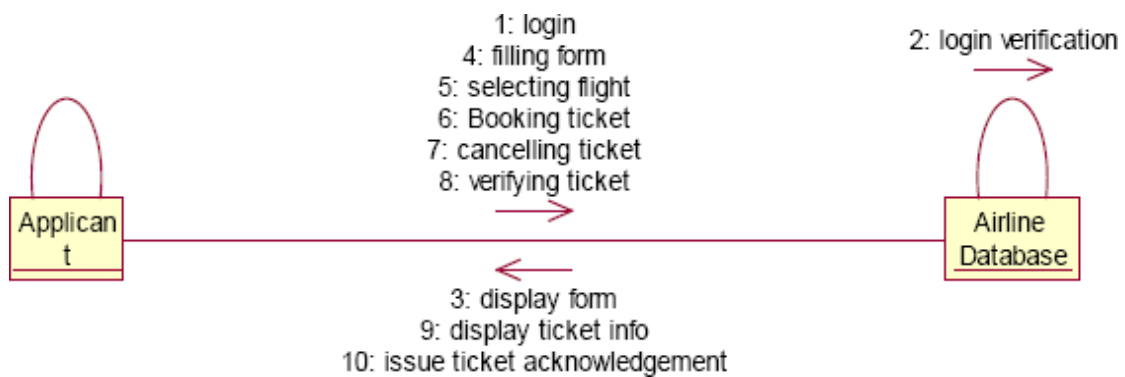 1: login
4: filling form
5: selecting flight
6: Booking ticket
7: cancelling ticket
8: verifying ticket
2: login verification
Applican
t
Airline
Database
3: display form
9: display ticket info
10: issue ticket acknowledgement